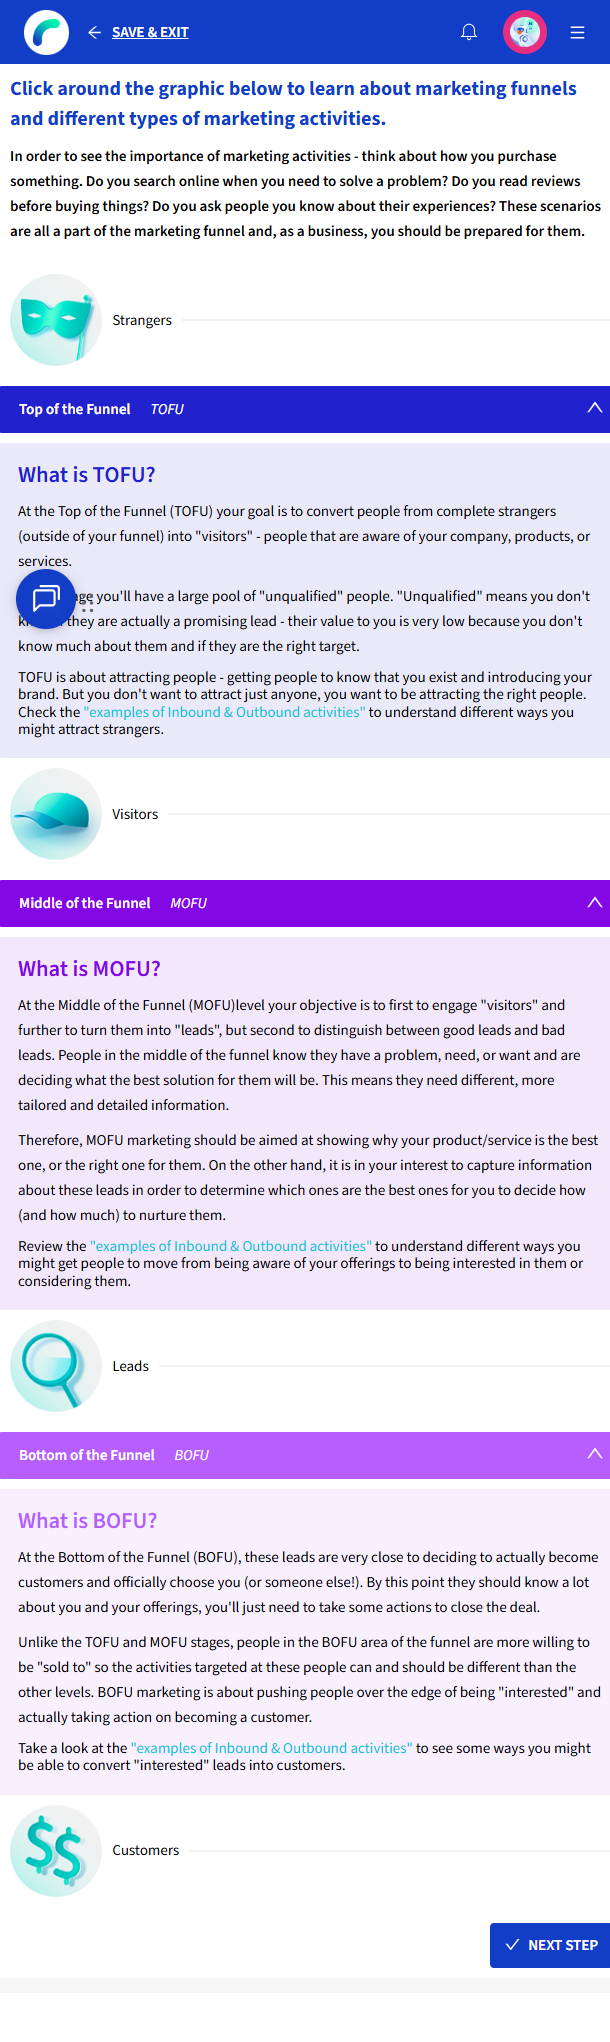 SAVE & EXIT
Click around the graphic below to learn about marketing funnels
and different types of marketing activities.
In order to see the importance of marketing activities - think about how you purchase
something. Do you search online when you need to solve a problem? Do you read reviews
before buying things? Do you ask people you know about their experiences? These scenarios
are all a part of the marketing funnel and, as a business, you should be prepared for them.
Strangers
Top of the Funnel TOFU
What is TOFU?
At the Top of the Funnel (TOFU) your goal is to convert people from complete strangers
(outside of your funnel) into "visitors" - people that are aware of your company, products, or
services.
you'll have a large pool of "unqualified" people. "Unqualified" means you don't
they are actually a promising lead - their value to you is very low because you don't
know much about them and if they are the right target.
TOFU is about attracting people - getting people to know that you exist and introducing your
brand. But you don't want to attract just anyone, you want to be attracting the right people.
Check the "examples of Inbound & Outbound activities" to understand different ways you
might attract strangers.
Visitors
Middle of the Funnel MOFU
What is MOFU?
At the Middle of the Funnel (MOFU)level your objective is to first to engage "visitors" and
further to turn them into "leads", but second to distinguish between good leads and bad
leads. People in the middle of the funnel know they have a problem, need, or want and are
deciding what the best solution for them will be. This means they need different, more
tailored and detailed information.
Therefore, MOFU marketing should be aimed at showing why your product/service is the best
one, or the right one for them. On the other hand, it is in your interest to capture information
about these leads in order to determine which ones are the best ones for you to decide how
(and how much) to nurture them.
Review the "examples of Inbound & Outbound activities" to understand different ways you
might get people to move from being aware of your offerings to being interested in them or
considering them.
Leads
Bottom of the Funnel BOFU
What is BOFU?
At the Bottom of the Funnel (BOFU), these leads are very close to deciding to actually become
customers and officially choose you (or someone else!). By this point they should know a lot
about you and your offerings, you'll just need to take some actions to close the deal.
Unlike the TOFU and MOFU stages, people in the BOFU area of the funnel are more willing to
be "sold to" so the activities targeted at these people can and should be different than the
other levels. BOFU marketing is about pushing people over the edge of being "interested" and
actually taking action on becoming a customer.
Take a look at the "examples of Inbound & Outbound activities" to see some ways you might
be able to convert "interested" leads into customers.
Customers
NEXT STEP